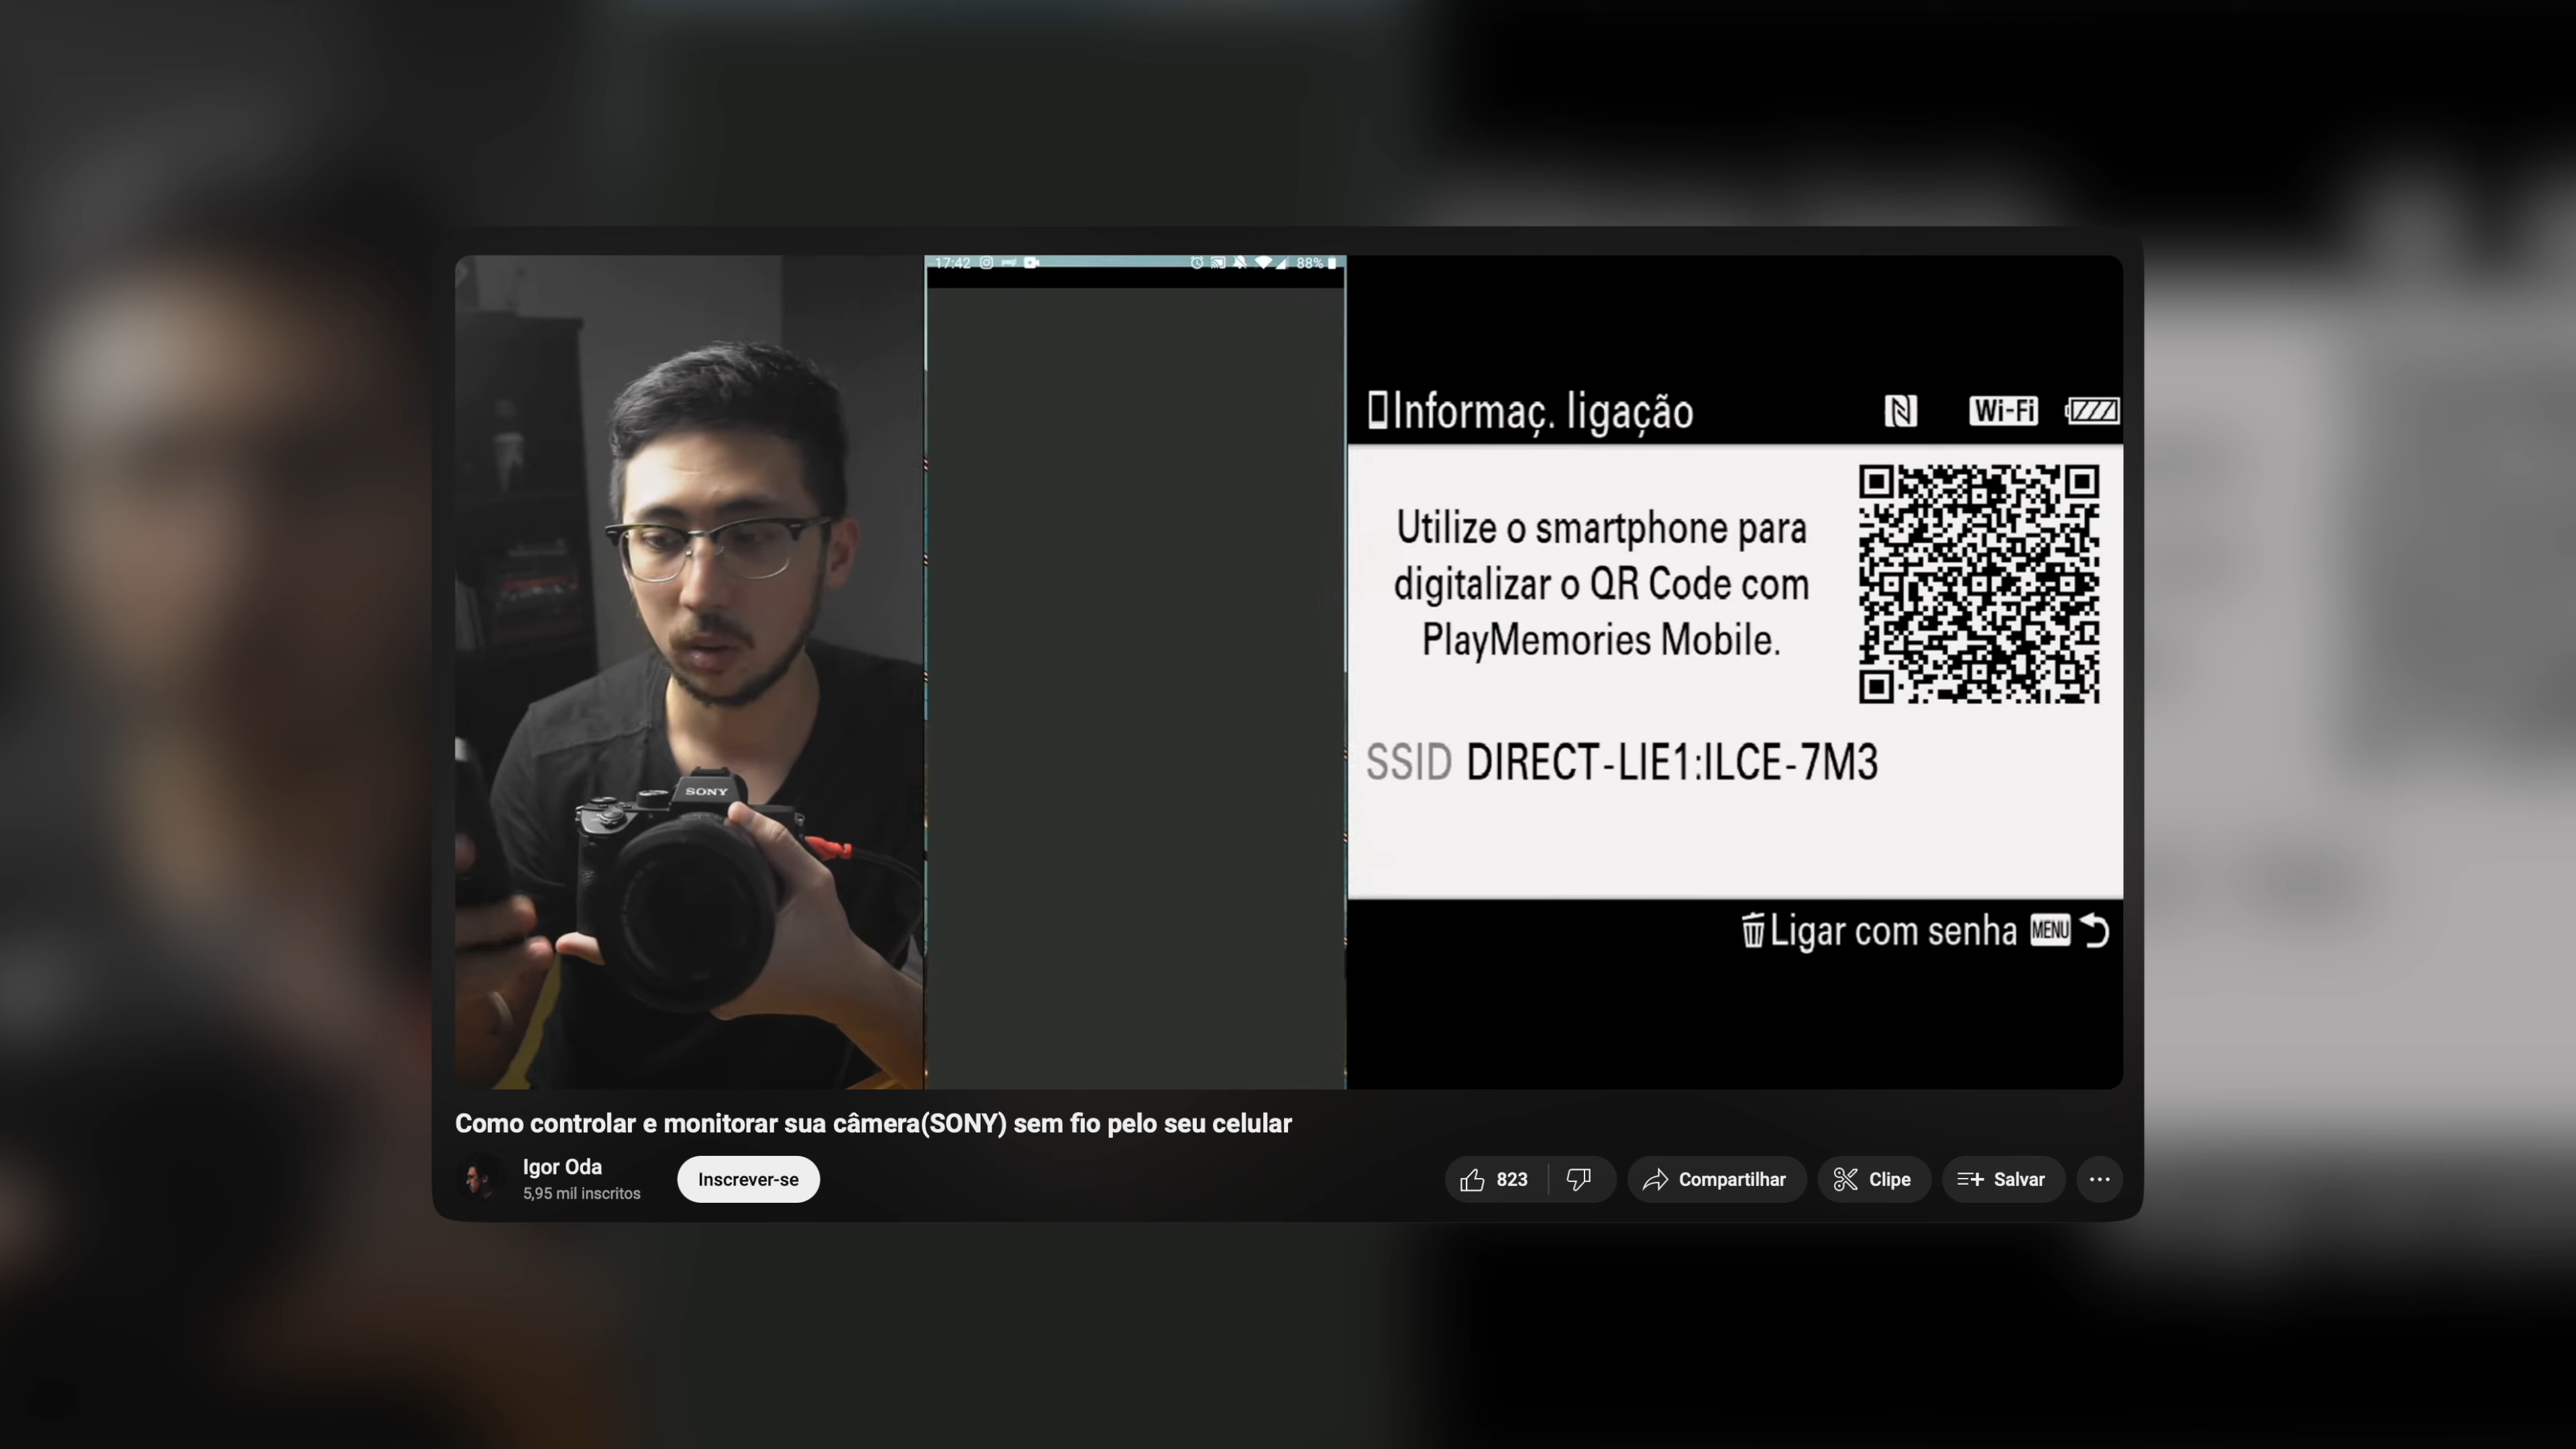 17:42
88%
SONY
Informaç. ligação
Wi-Fi
Utilize o smartphone para
digitalizar o QR Code com
PlayMemories Mobile.
SSID DIRECT-LIE1:ILCE-7M3
Ligar com senha MENU
Como controlar e monitorar sua câmera(SONY) sem fio pelo seu celular
Igor Oda
5,95 mil inscritos
Inscrever-se
823
Compartilhar
Clipe
Salvar